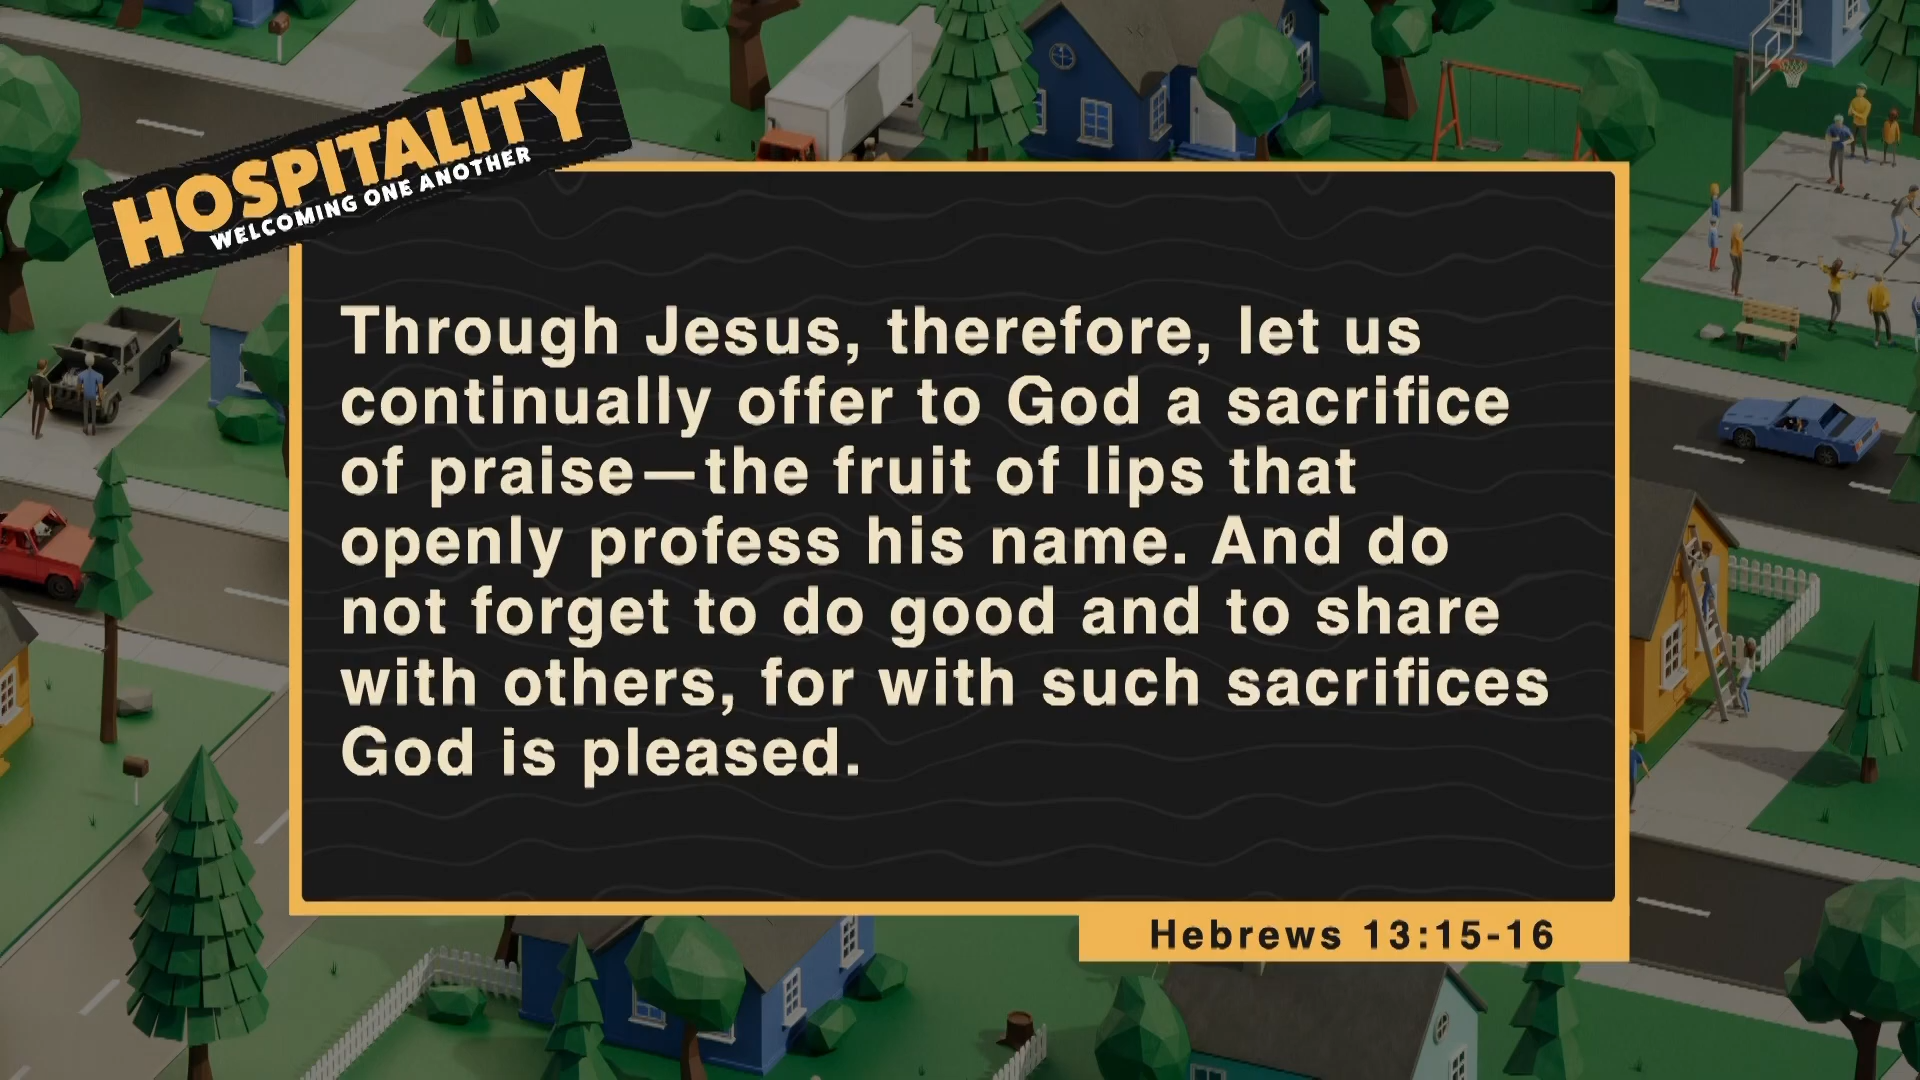 HOSPITALITY
WELCOMING ONE ANOTHER
Through Jesus, therefore, let us
continually offer to God a sacrifice
of praise—the fruit of lips that
openly profess his name. And do
not forget to do good and to share
with others, for with such sacrifices
God is pleased.
Hebrews 13:15-16